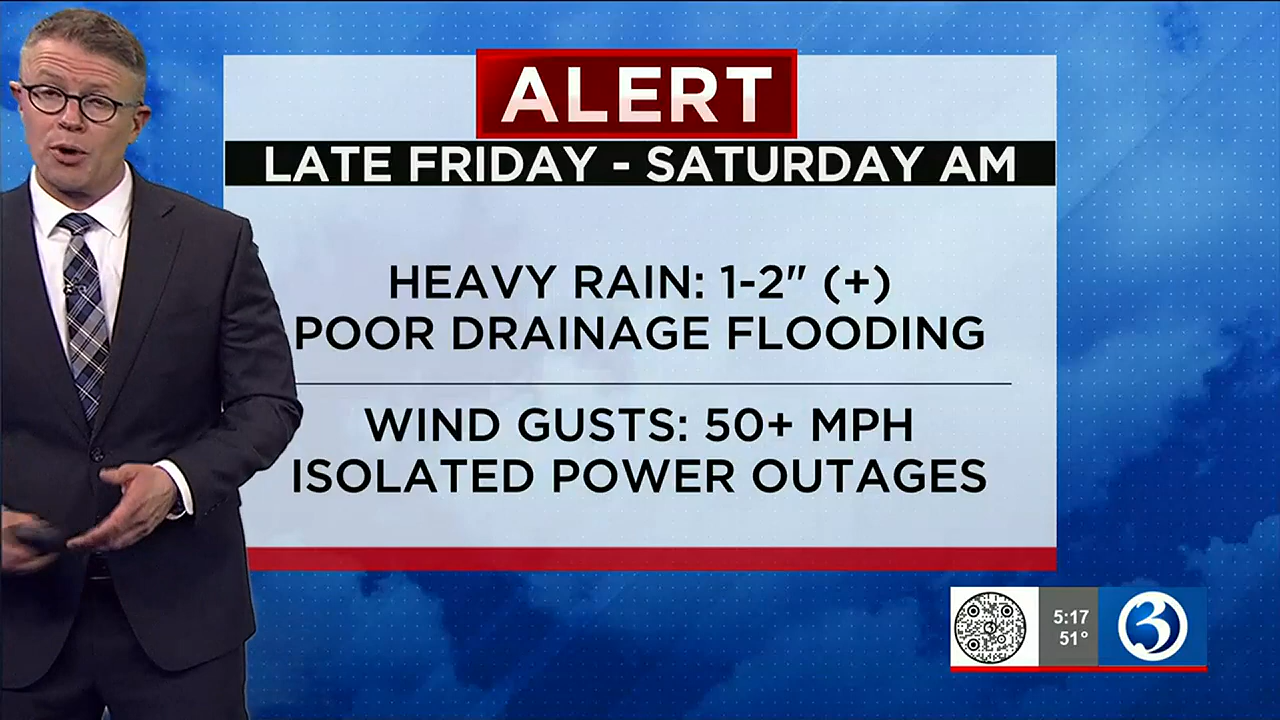 ALERT
LATE FRIDAY - SATURDAY AM
HEAVY RAIN: 1-2" (+)
POOR DRAINAGE FLOODING
WIND GUSTS: 50+ MPH
ISOLATED POWER OUTAGES
5:17
51°
3